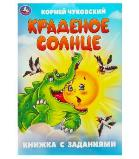 КОРНЕЙ ЧУКОВСКИЙ
КРАДЕНОЕ
СОЛНЦЕ
КНИЖКА С ЗАДАНИЯМИ